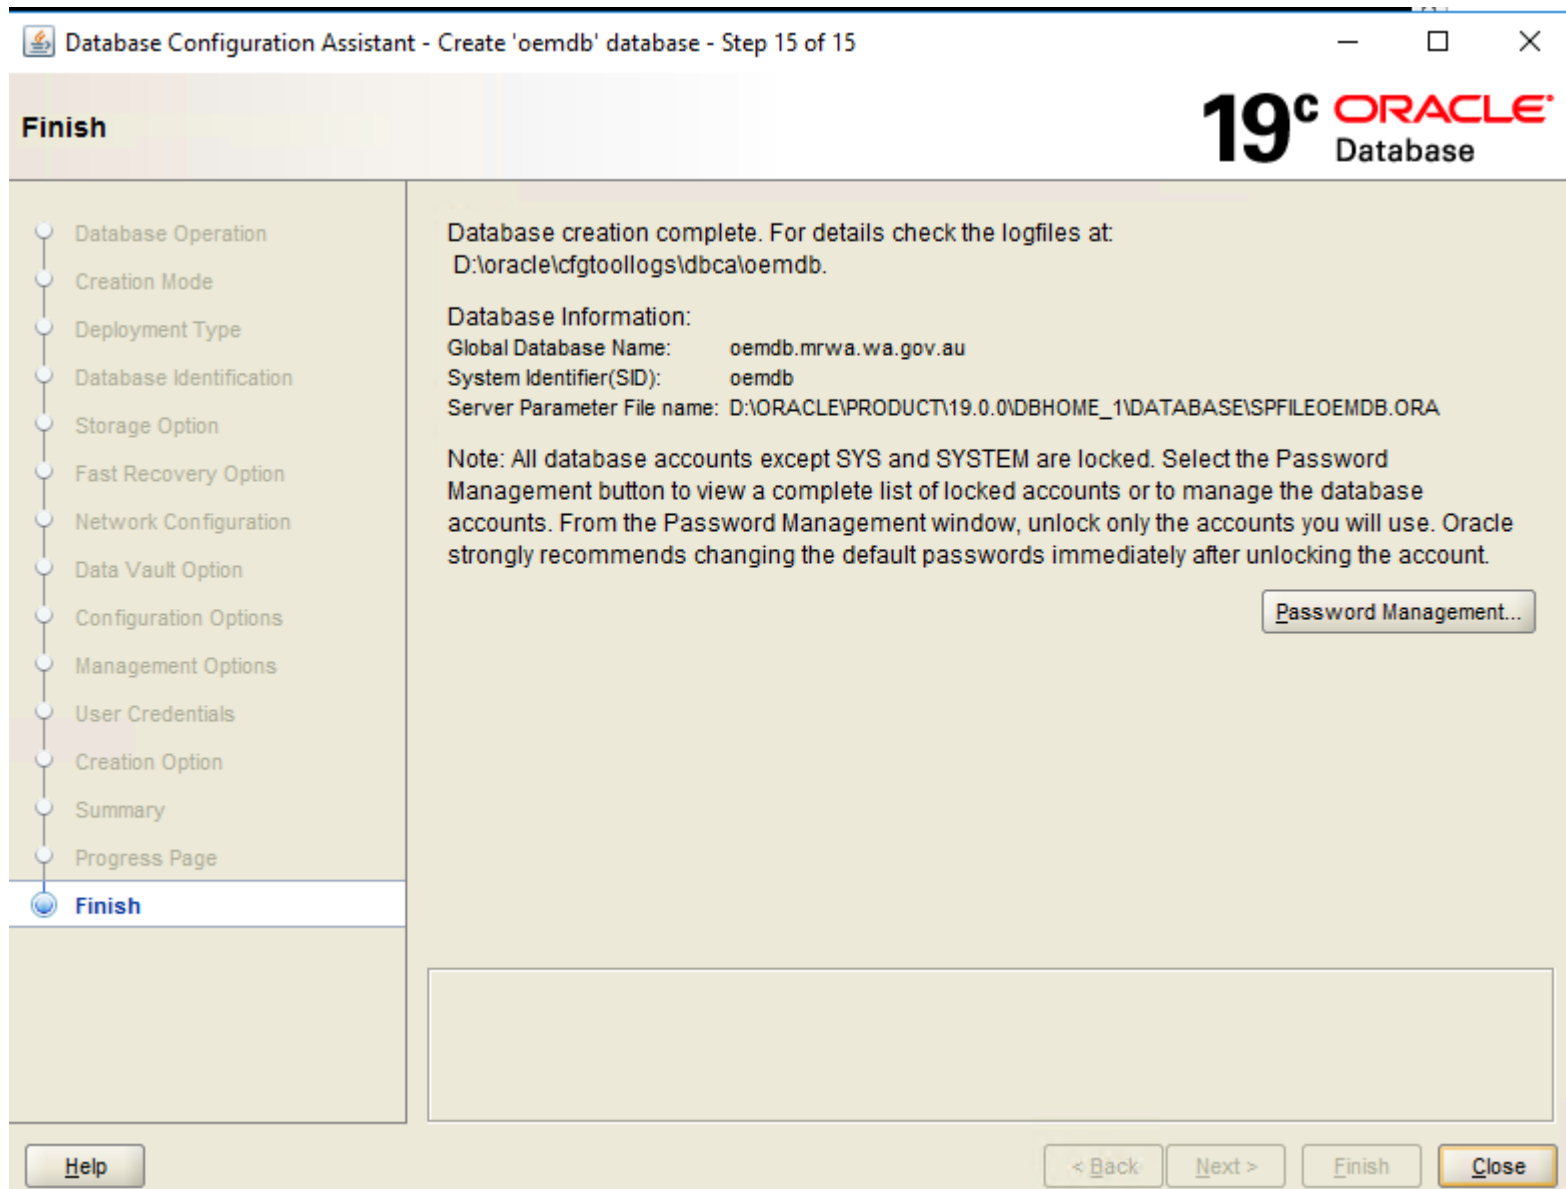 Database Configuration Assistant - Create 'oemdb' database - Step 15 of 15
Finish
19c ORACLE
Database
Database Operation
Creation Mode
Deployment Type
Database Identification
Storage Option
Fast Recovery Option
Network Configuration
Data Vault Option
Configuration Options
Management Options
User Credentials
Creation Option
Summary
Progress Page
Finish
Database creation complete. For details check the logfiles at:
D:\oracle\cfgtoollogs\dbca\oemdb.
Database Information:
Global Database Name: oemdb.mrwa.wa.gov.au
System Identifier(SID): oemdb
Server Parameter File name: D:\ORACLE\PRODUCT\19.0.0\DBHOME_1\DATABASE\SPFILEOEMDB.ORA
Note: All database accounts except SYS and SYSTEM are locked. Select the Password
Management button to view a complete list of locked accounts or to manage the database
accounts. From the Password Management window, unlock only the accounts you will use. Oracle
strongly recommends changing the default passwords immediately after unlocking the account.
Password Management...
Help
< Back
Next >
Finish
Close